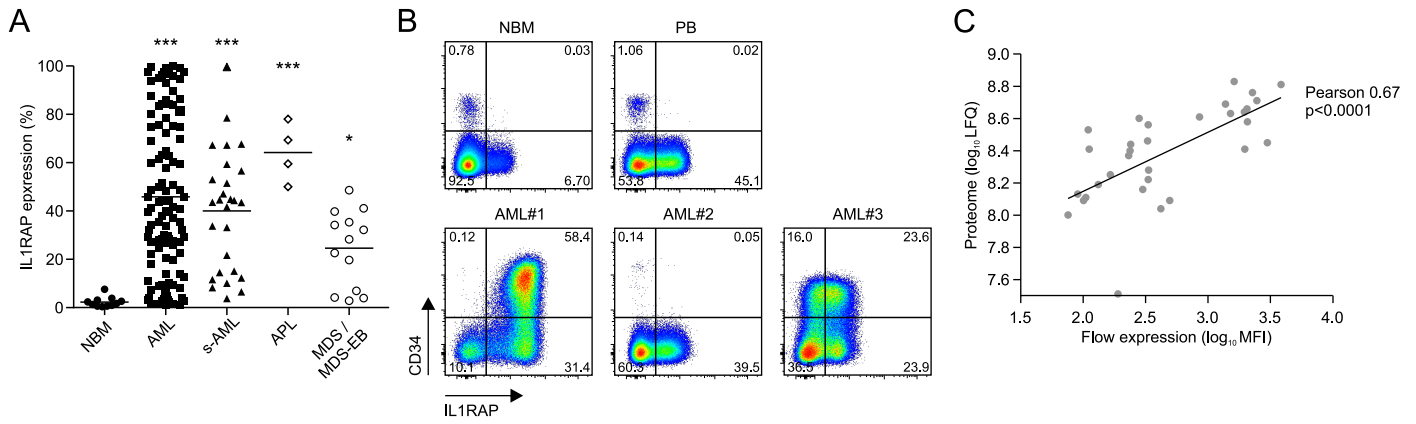 A
***
***
***
*
IL1RAP epxression (%)
100
80
60
40
20
0
NBM
AML
s-AML
APL
MDS /
MDS-EB
B
NBM
0.78
0.03
92.5
6.70
PB
1.06
0.02
53.8
45.1
AML#1
0.12
58.4
10.1
31.4
AML#2
0.14
0.05
60.3
39.5
AML#3
16.0
23.6
36.5
23.9
CD34
IL1RAP
C
Proteome (log10 LFQ)
9.0
8.8
8.6
8.4
8.2
8.0
7.8
7.6
1.5
2.0
2.5
3.0
3.5
4.0
Flow expression (log10 MFI)
Pearson 0.67
p<0.0001